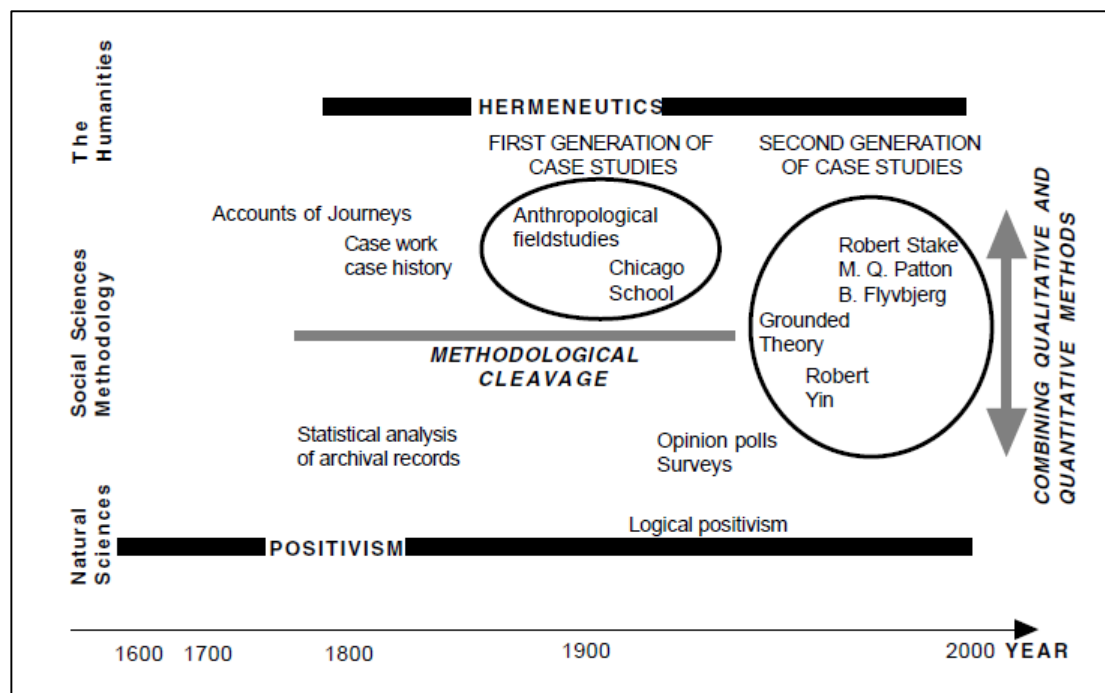 The
Humanities
HERMENEUTICS
FIRST GENERATION OF
CASE STUDIES
SECOND GENERATION
OF CASE STUDIES
Social Sciences
Methodology
Accounts of Journeys
Case work
case history
Anthropological
fieldstudies
Chicago
School
Robert Stake
M. Q. Patton
B. Flyvbjerg
Grounded
Theory
Robert
Yin
COMBINING QUALITATIVE AND
QUANTITATIVE METHODS
METHODOLOGICAL
CLEAVAGE
Statistical analysis
of archival records
Opinion polls
Surveys
Natural
Sciences
Logical positivism
POSITIVISM
1600 1700 1800 1900 2000 YEAR